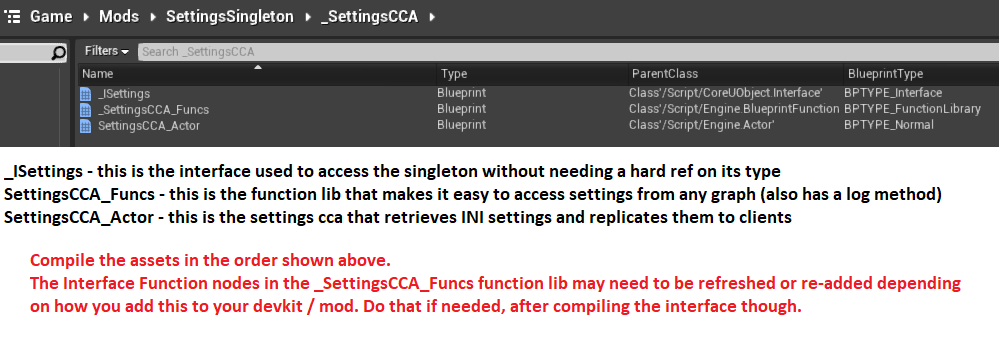 Game Mods SettingsSingleton _SettingsCCA
Filters Search _SettingsCCA
Name Type ParentClass BlueprintType
_ISettings Blueprint Class'/Script/CoreUObject.Interface' BPTYPE_Interface
_SettingsCCA_Funcs Blueprint Class'/Script/Engine.BlueprintFunction BPTYPE_FunctionLibrary
SettingsCCA_Actor Blueprint Class'/Script/Engine.Actor' BPTYPE_Normal
_ISettings - this is the interface used to access the singleton without needing a hard ref on its type
SettingsCCA_Funcs - this is the function lib that makes it easy to access settings from any graph (also has a log method)
SettingsCCA_Actor - this is the settings cca that retrieves INI settings and replicates them to clients
Compile the assets in the order shown above.
The Interface Function nodes in the _SettingsCCA_Funcs function lib may need to be refreshed or re-added depending
on how you add this to your devkit / mod. Do that if needed, after compiling the interface though.